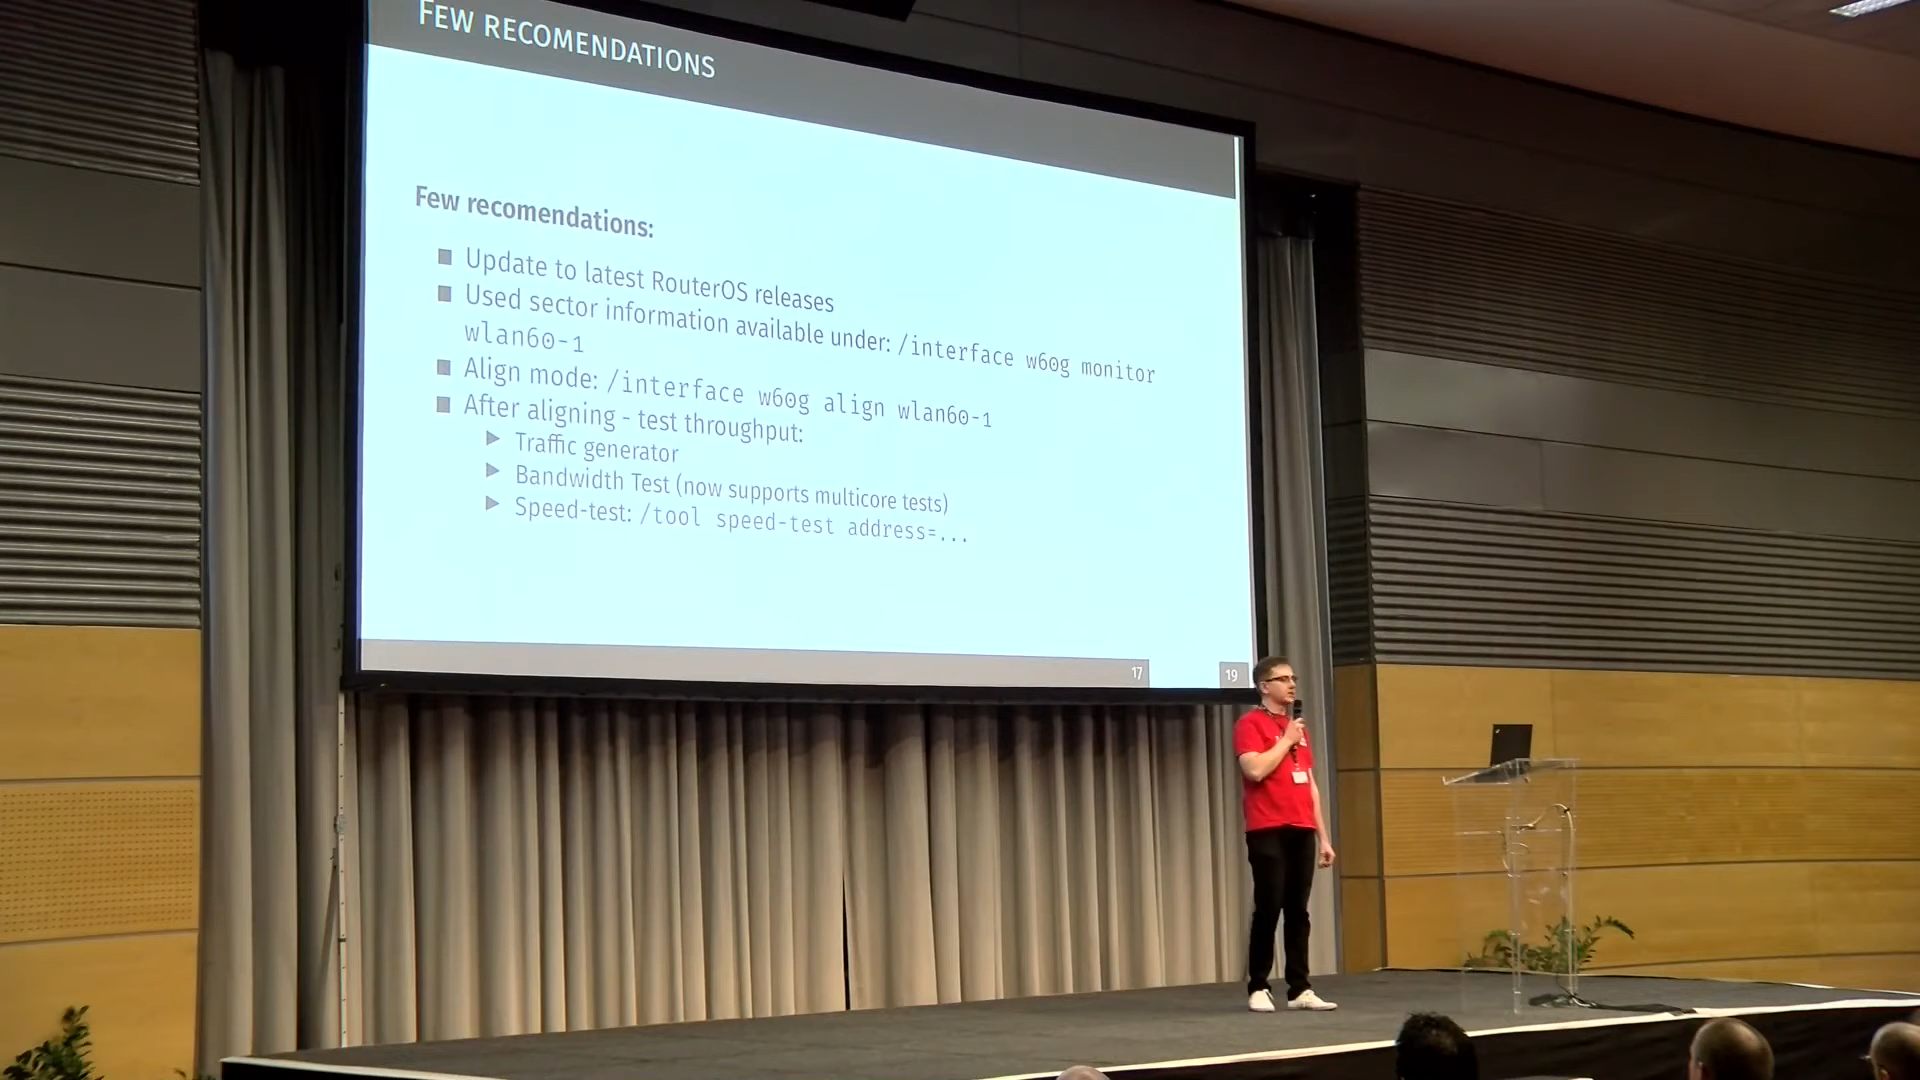 FEW RECOMENDATIONS
Few recomendations:
Update to latest RouterOS releases
Used sector information available under: /interface w60g monitor
wlan60-1
Align mode: /interface w60g align wlan60-1
After aligning - test throughput:
Traffic generator
Bandwidth Test (now supports multicore tests)
Speed-test: /tool speed-test address=...
17
19